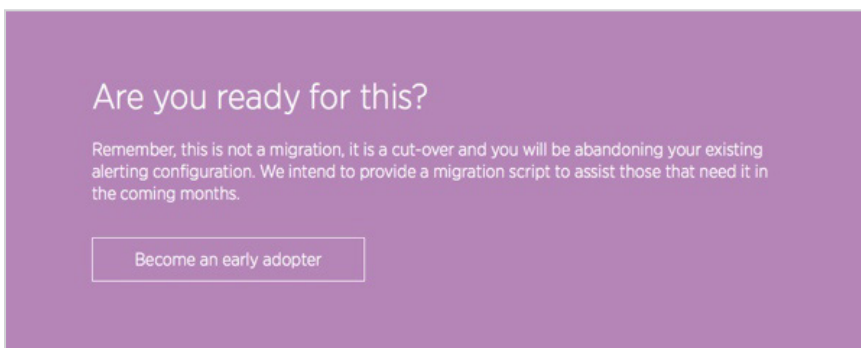 Are you ready for this?
Remember, this is not a migration, it is a cut-over and you will be abandoning your existing
alerting configuration. We intend to provide a migration script to assist those that need it in
the coming months.
Become an early adopter